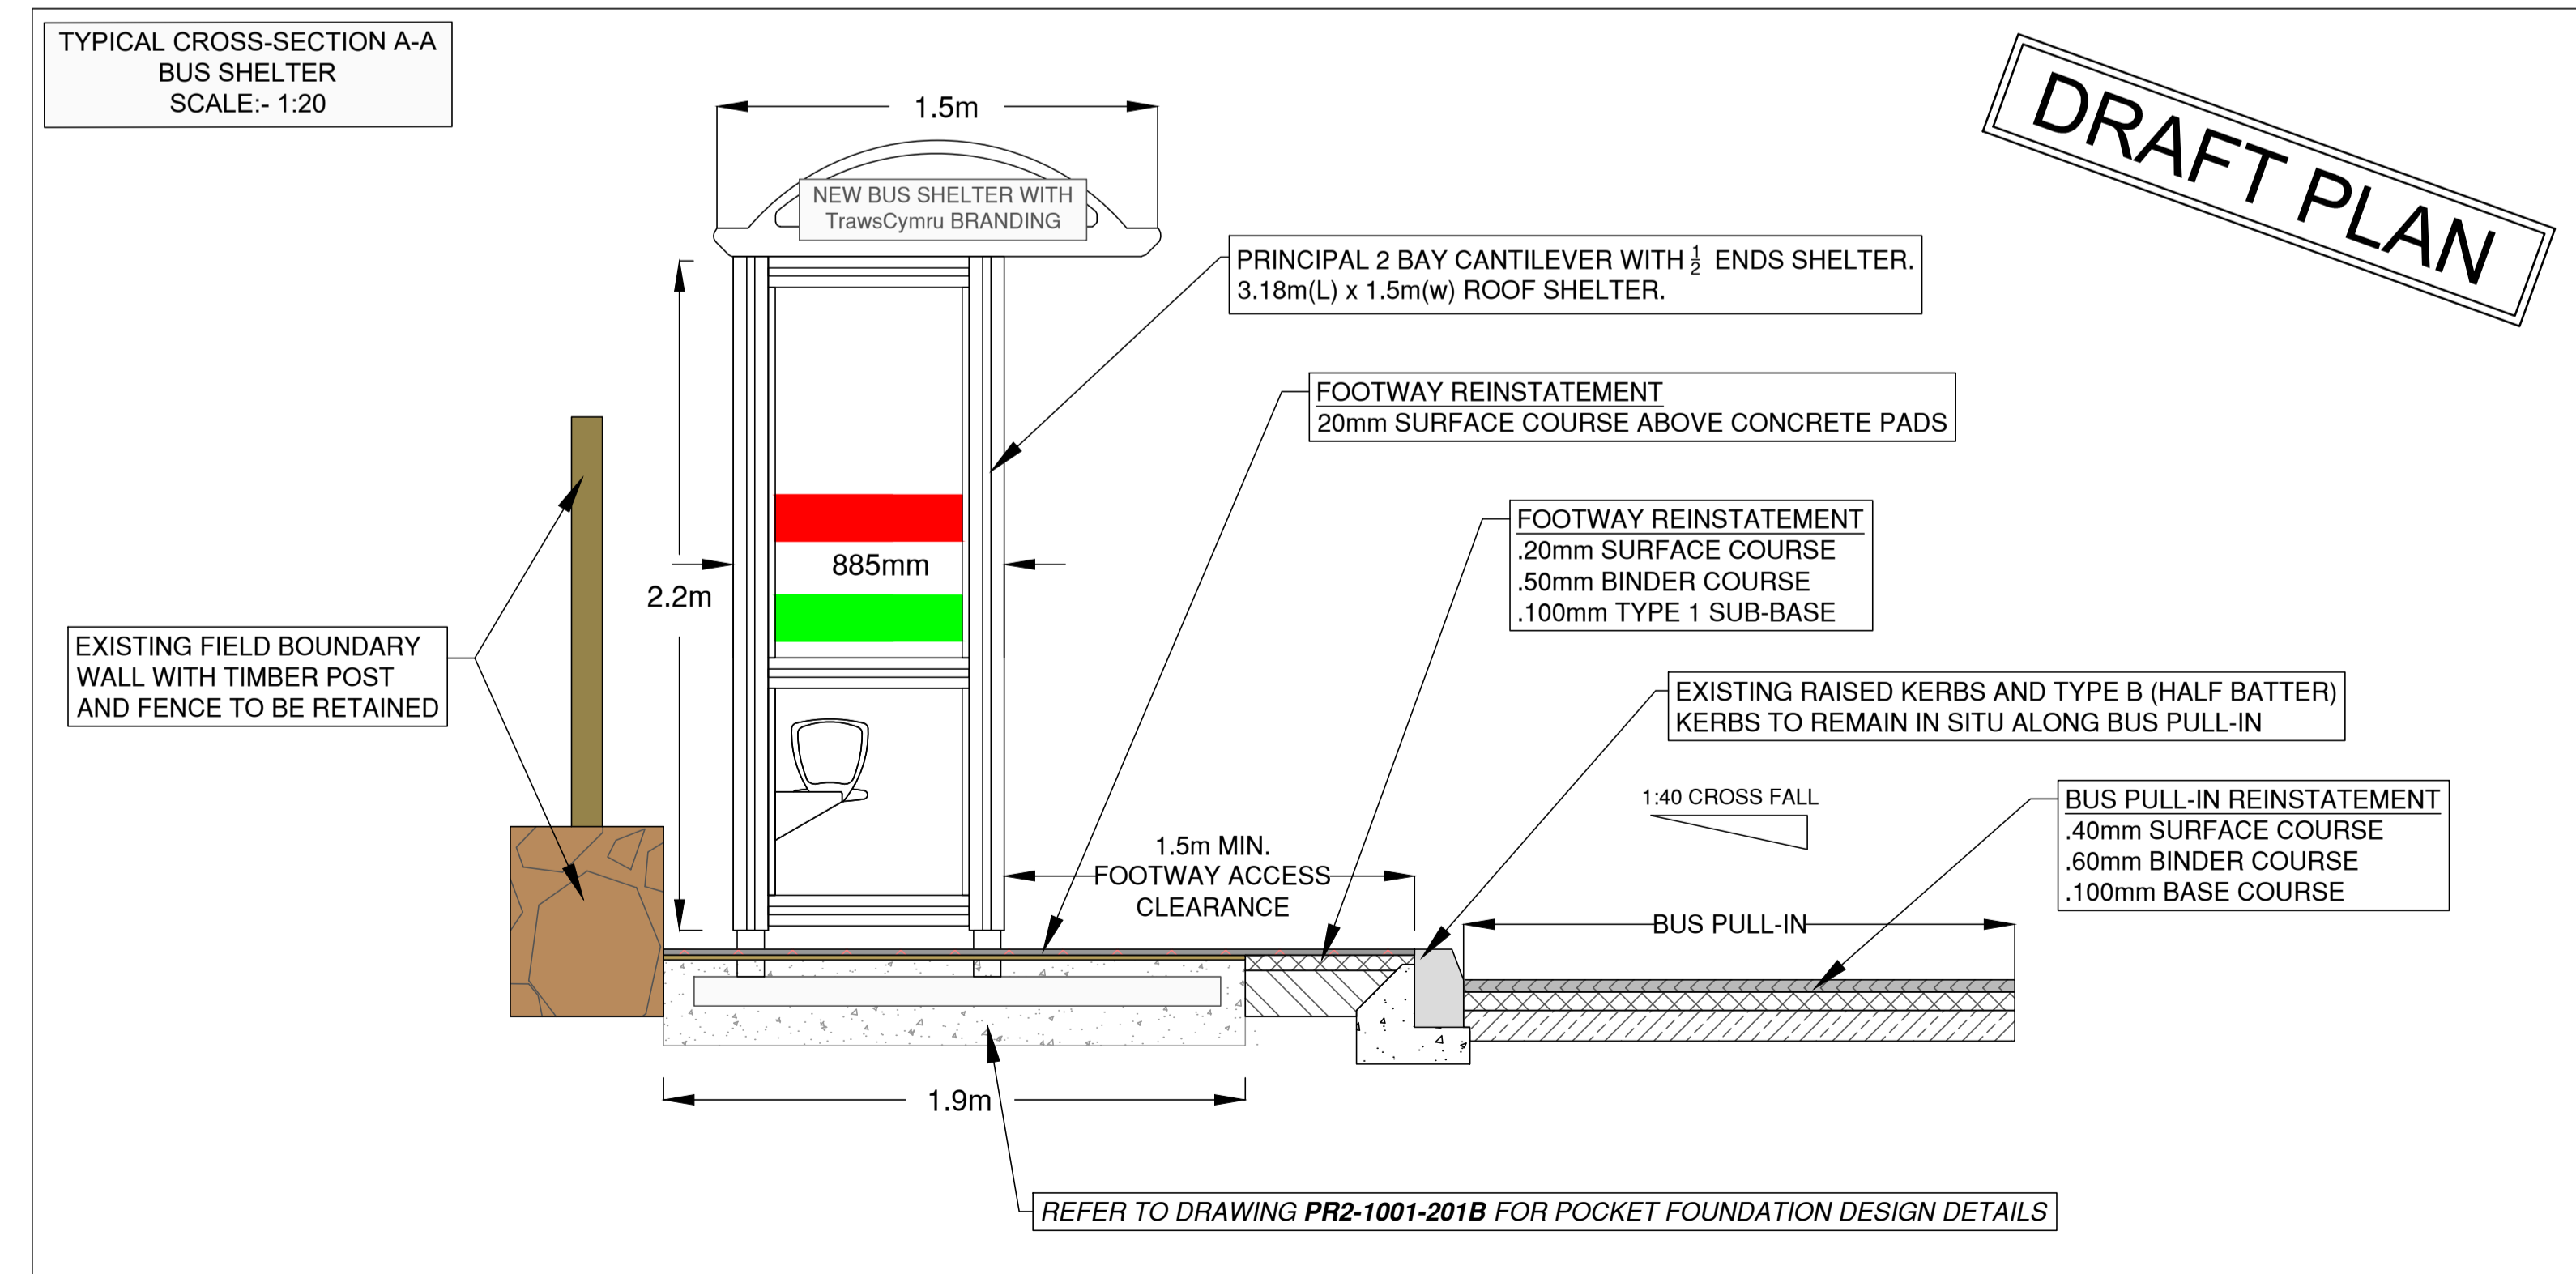 TYPICAL CROSS-SECTION A-A
BUS SHELTER
SCALE:- 1:20
DRAFT PLAN
1.5m
NEW BUS SHELTER WITH
TrawsCymru BRANDING
PRINCIPAL 2 BAY CANTILEVER WITH ½ ENDS SHELTER.
3.18m(L) x 1.5m(w) ROOF SHELTER.
FOOTWAY REINSTATEMENT
20mm SURFACE COURSE ABOVE CONCRETE PADS
FOOTWAY REINSTATEMENT
.20mm SURFACE COURSE
.50mm BINDER COURSE
.100mm TYPE 1 SUB-BASE
885mm
2.2m
EXISTING FIELD BOUNDARY
WALL WITH TIMBER POST
AND FENCE TO BE RETAINED
EXISTING RAISED KERBS AND TYPE B (HALF BATTER)
KERBS TO REMAIN IN SITU ALONG BUS PULL-IN
1:40 CROSS FALL
BUS PULL-IN REINSTATEMENT
.40mm SURFACE COURSE
.60mm BINDER COURSE
.100mm BASE COURSE
1.5m MIN.
FOOTWAY ACCESS
CLEARANCE
BUS PULL-IN
1.9m
REFER TO DRAWING PR2-1001-201B FOR POCKET FOUNDATION DESIGN DETAILS